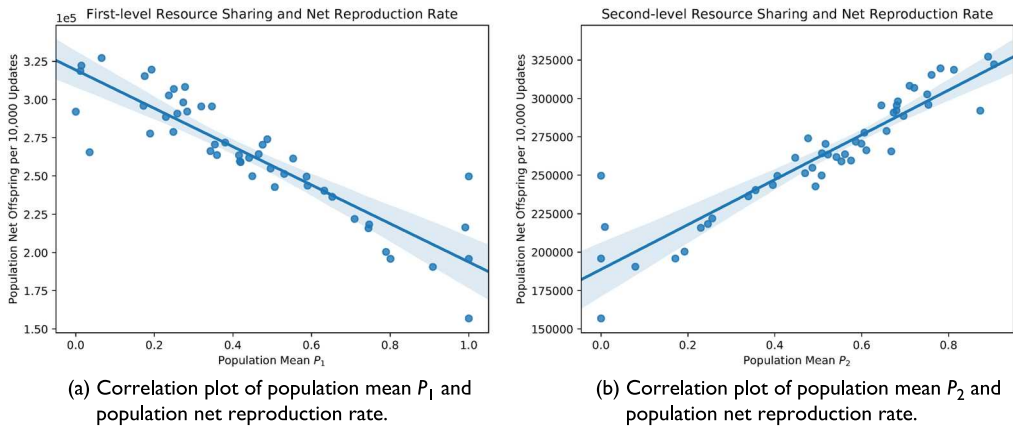 First-level Resource Sharing and Net Reproduction Rate
1e5
3.25
3.00
2.75
2.50
2.25
2.00
1.75
1.50
Population Net Offspring per 10,000 Updates
0.0 0.2 0.4 0.6 0.8 1.0
Population Mean P1
(a) Correlation plot of population mean P1 and
population net reproduction rate.
Second-level Resource Sharing and Net Reproduction Rate
325000
300000
275000
250000
225000
200000
175000
150000
Population Net Offspring per 10,000 Updates
0.0 0.2 0.4 0.6 0.8
Population Mean P2
(b) Correlation plot of population mean P2 and
population net reproduction rate.